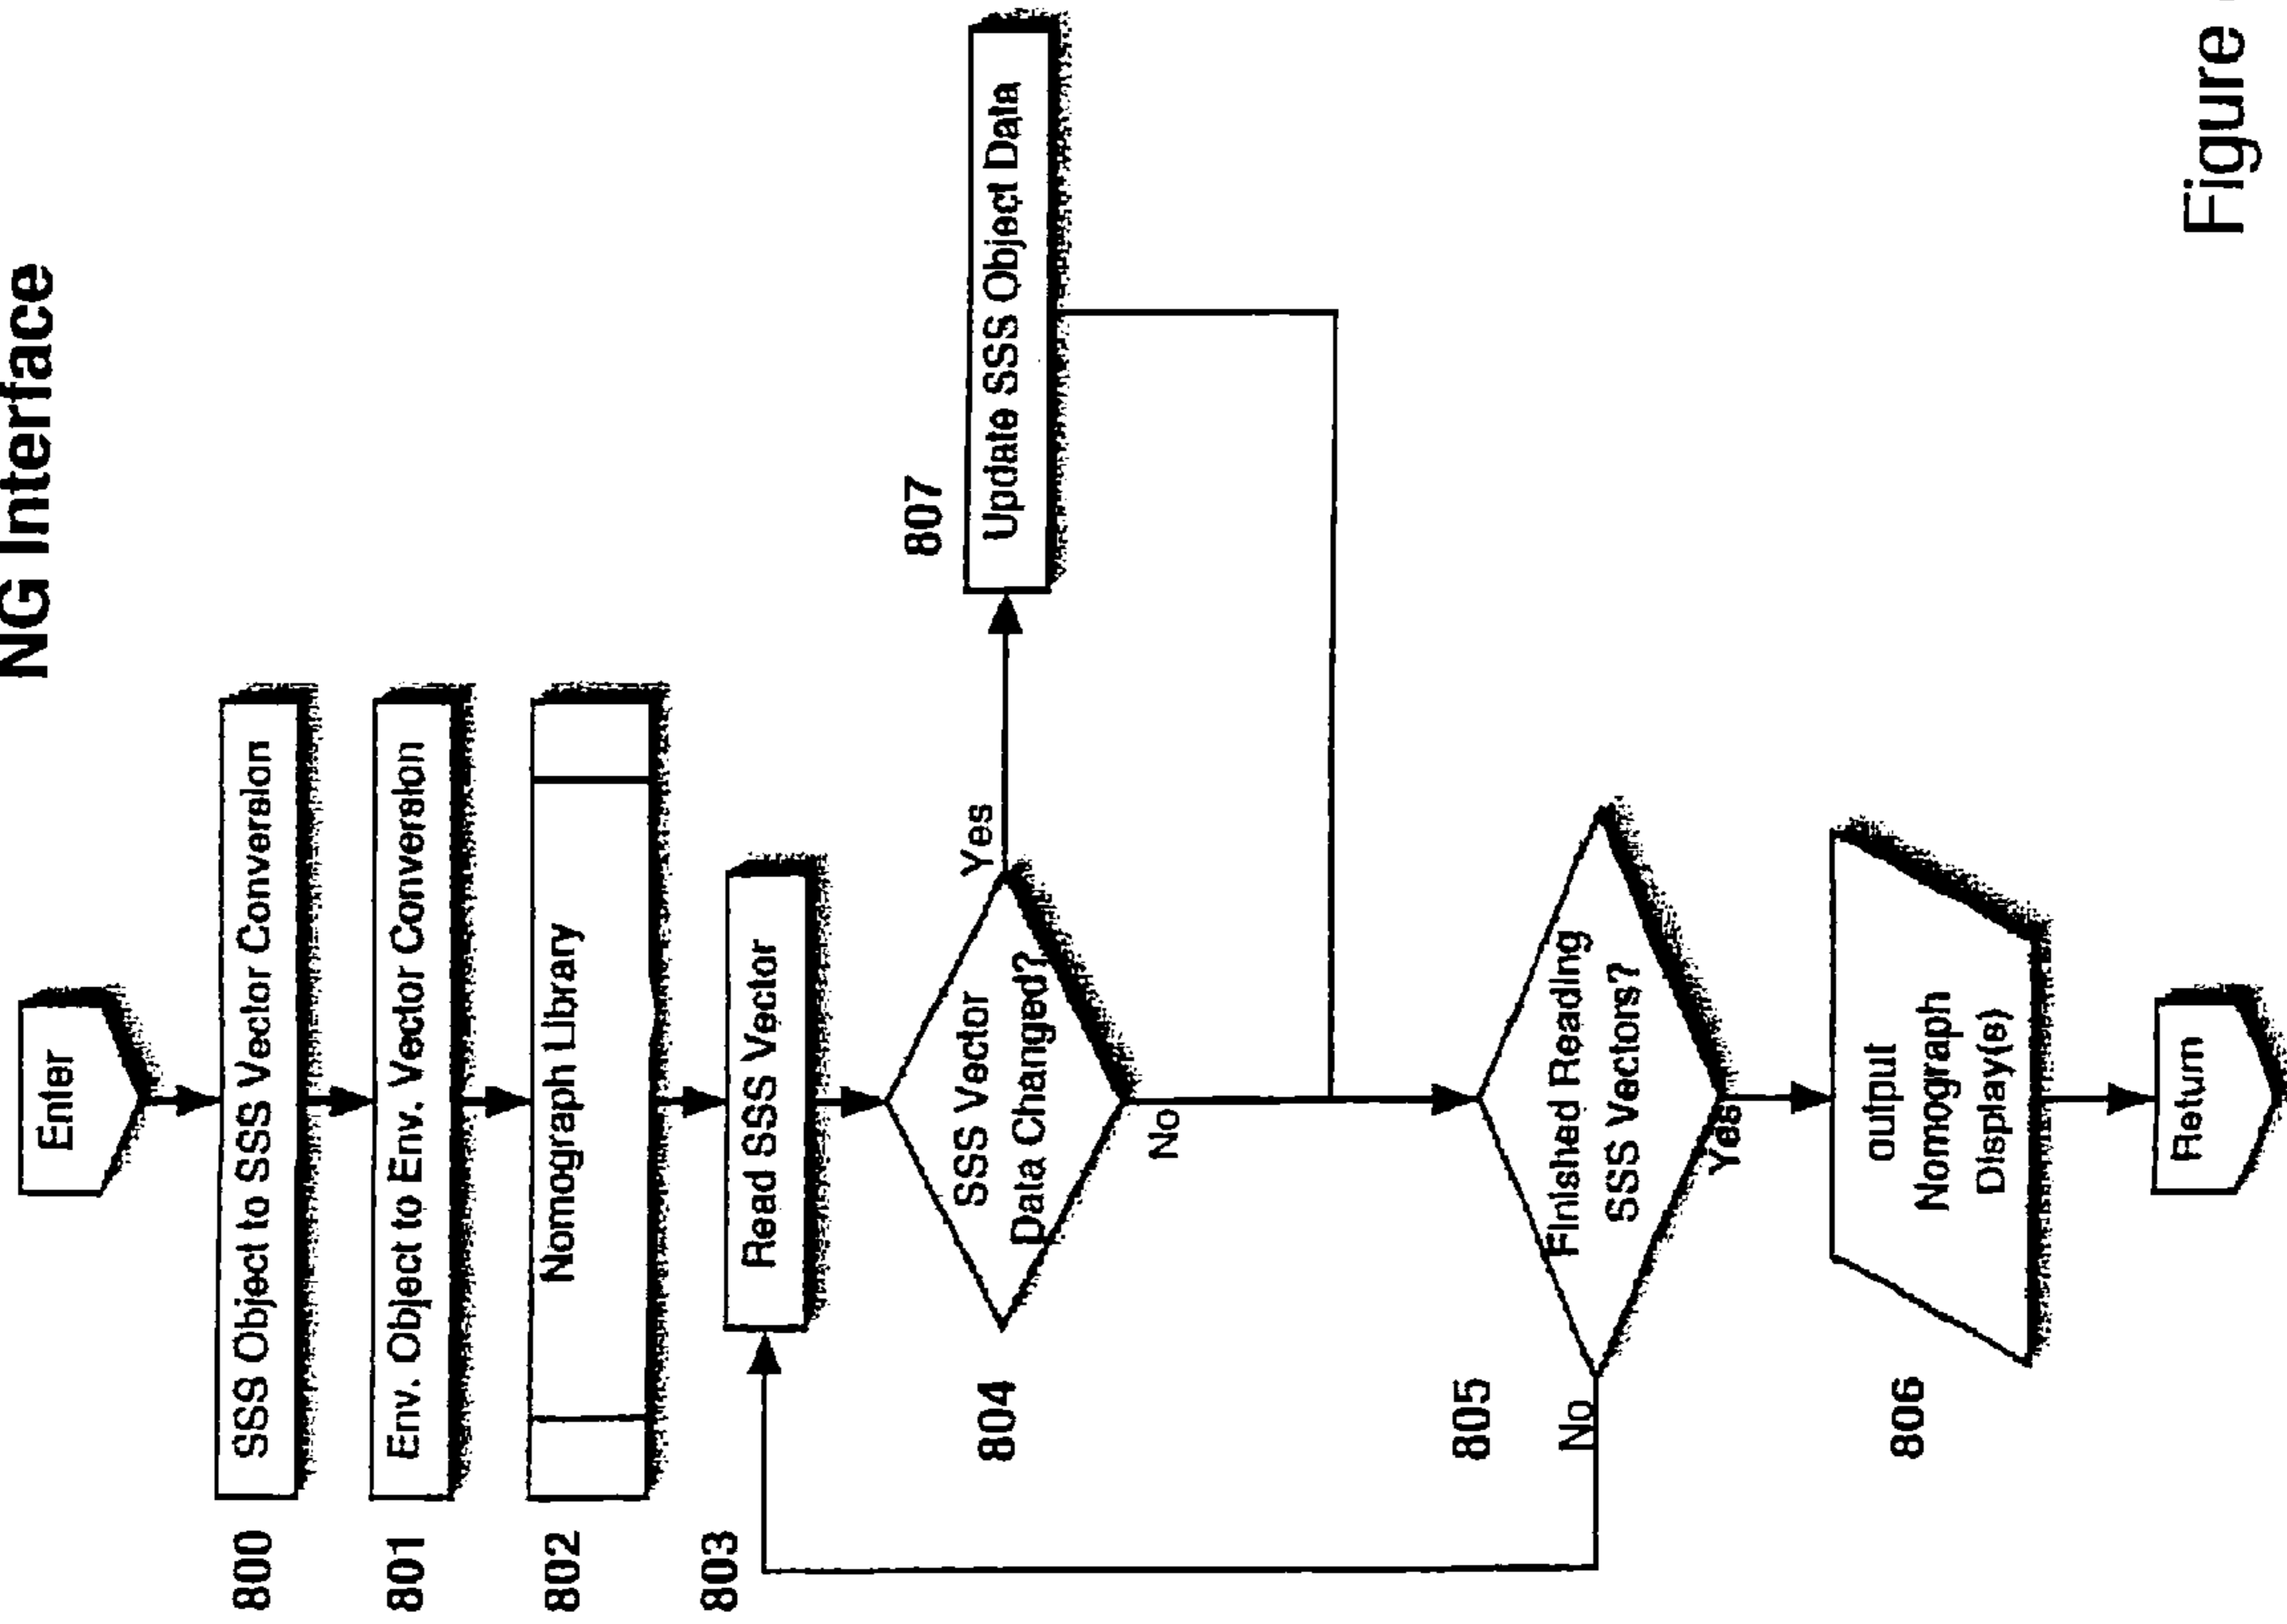 NG Interface
Enter
800
SSS Object to SSS Vector Conversion
801
Env. Object to Env. Vector Conversion
802
Nomograph Library
803
Read SSS Vector
804
SSS Vector
Data Changed?
Yes
807
Update SSS Object Data
No
805
Finished Reading
SSS Vectors?
No
Yes
806
output
Nomograph
Display(s)
Return
Figure